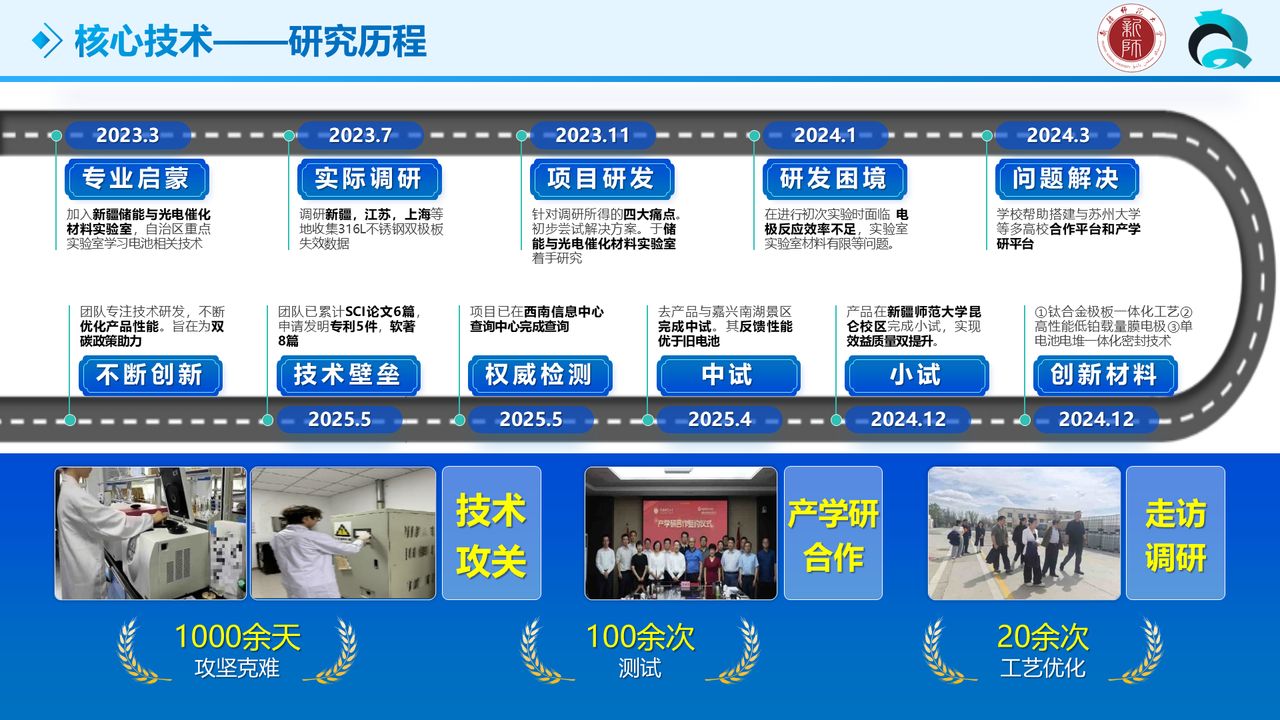 核心技术——研究历程
新疆师范大学
新
師
2023.3
2023.7
2023.11
2024.1
2024.3
专业启蒙
实际调研
项目研发
研发困境
问题解决
加入新疆储能与光电催化
材料实验室，自治区重点
实验室学习电池相关技术
调研新疆，江苏，上海等
地收集316L不锈钢双极板
失效数据
针对调研所得的四大痛点。
初步尝试解决方案。于储
能与光电催化材料实验室
着手研究
在进行初次实验时面临 电
极反应效率不足，实验室
实验室材料有限等问题。
学校帮助搭建与苏州大学
等多高校合作平台和产学
研平台
团队专注技术研发，不断
优化产品性能。旨在为双
碳政策助力
团队已累计SCI论文6篇，
申请发明专利5件，软著
8篇
项目已在西南信息中心
查询中心完成查询
去产品与嘉兴南湖景区
完成中试。其反馈性能
优于旧电池
产品在新疆师范大学昆
仑校区完成小试，实现
效益质量双提升。
①钛合金极板一体化工艺②
高性能低铂载量膜电极③单
电池电堆一体化密封技术
不断创新
技术壁垒
权威检测
中试
小试
创新材料
2025.5
2025.5
2025.4
2024.12
2024.12
技术
攻关
产学研合作签约仪式
产学研
合作
走访
调研
1000余天
攻坚克难
100余次
测试
20余次
工艺优化